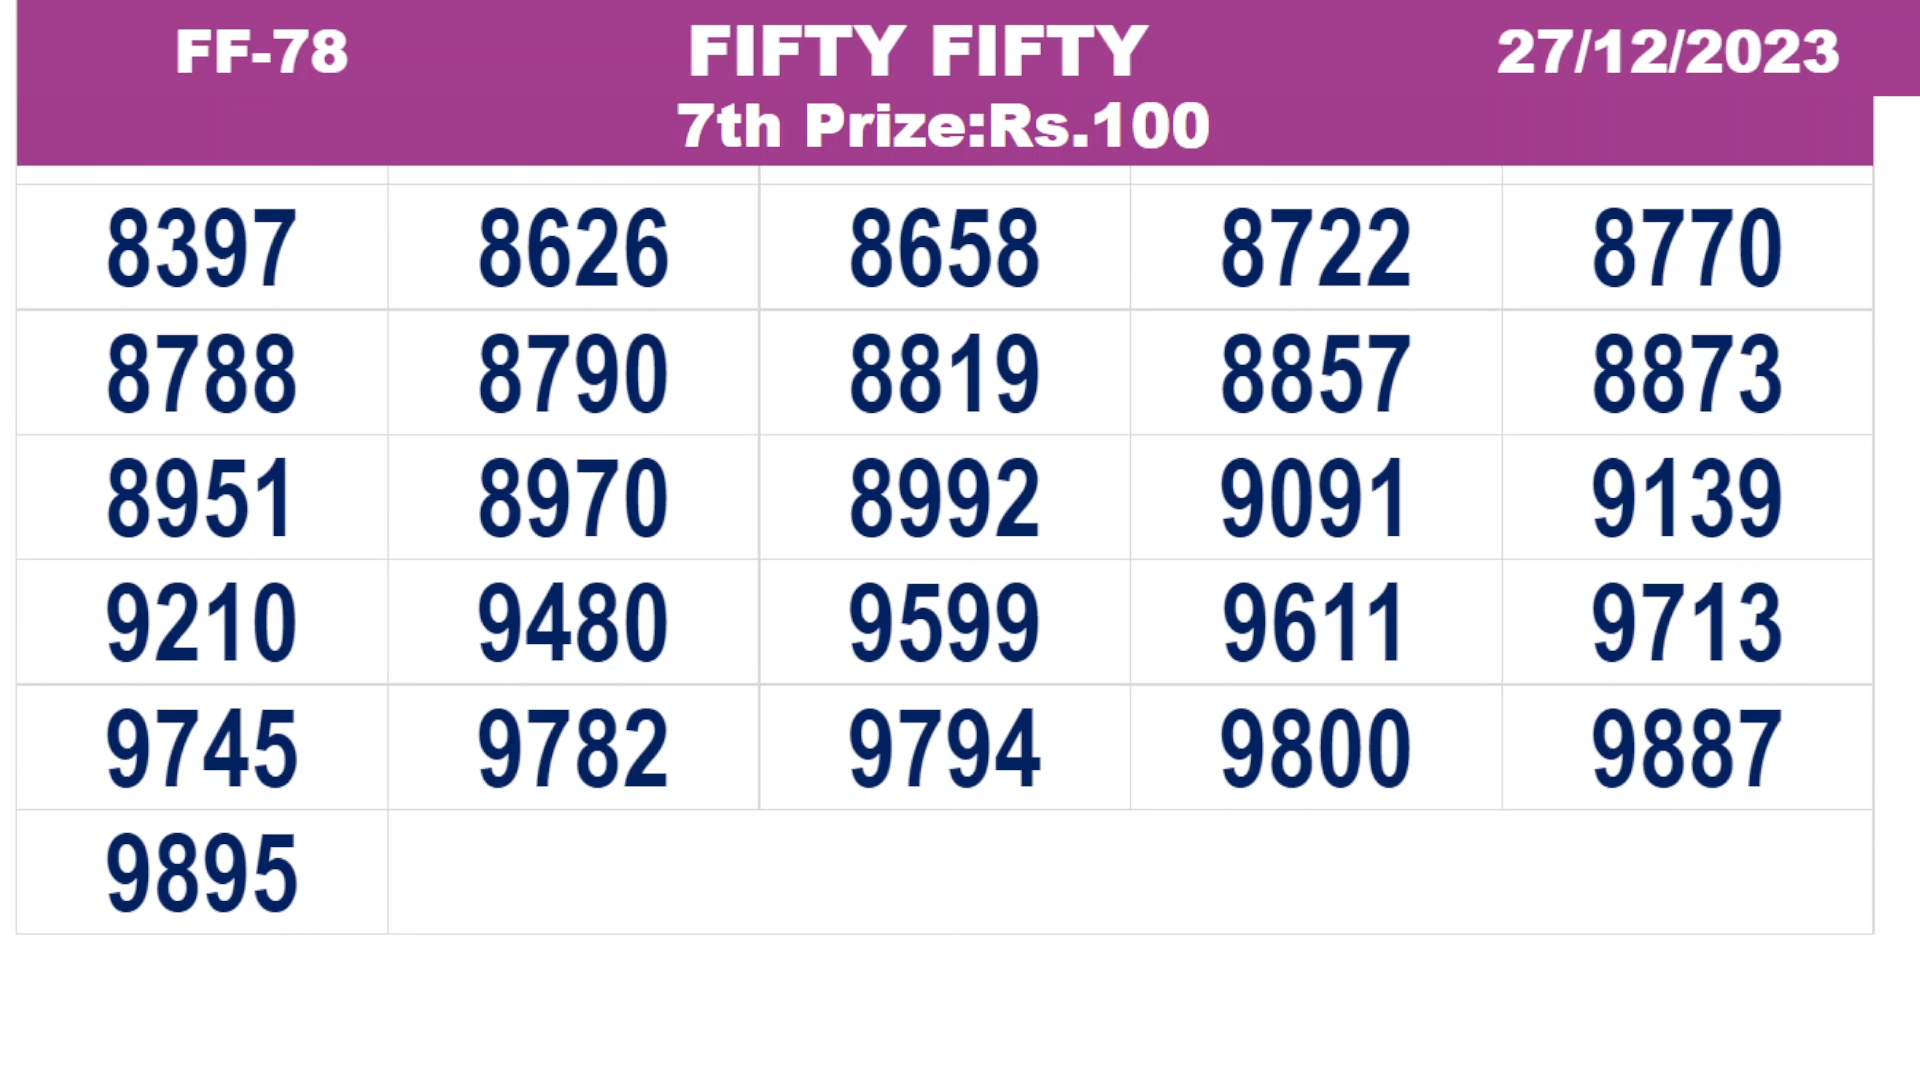 FF-78 FIFTY FIFTY 27/12/2023
7th Prize:Rs.100
8397 8626 8658 8722 8770
8788 8790 8819 8857 8873
8951 8970 8992 9091 9139
9210 9480 9599 9611 9713
9745 9782 9794 9800 9887
9895